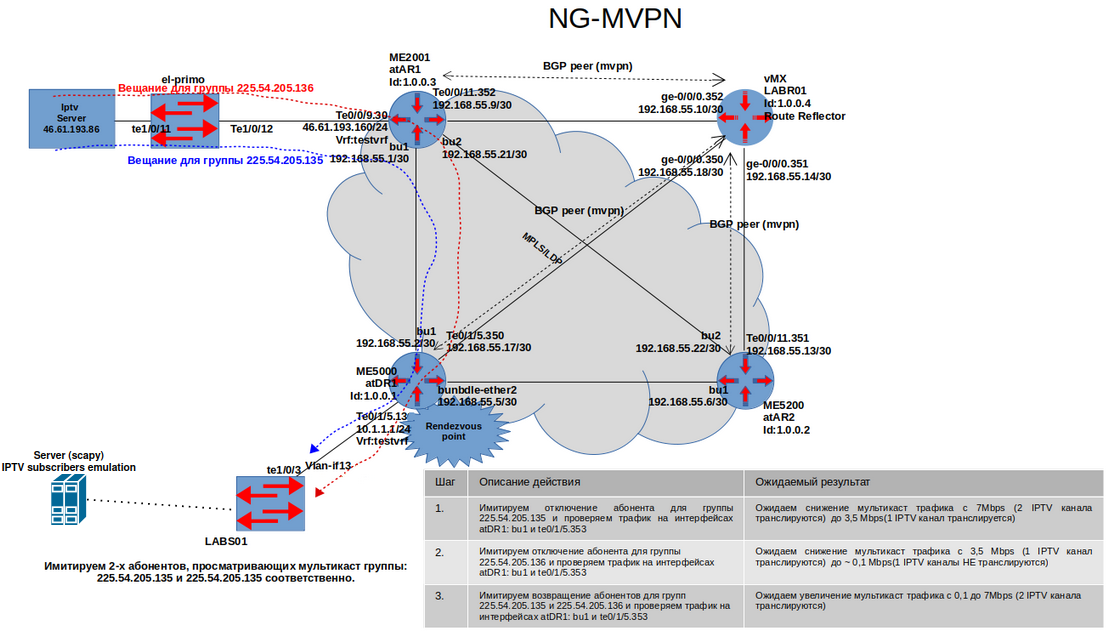 NG-MVPN
ME2001
atAR1
Id:1.0.0.3
BGP peer (mvpn)
vMX
LABR01
Id:1.0.0.4
Route Reflector
el-primo
Вещание для группы 225.54.205.136
Iptv
Server
46.61.193.86
te1/0/11
Te1/0/12
Te0/0/9.30
46.61.193.160/24
Vrf:testvrf
Te0/0/11.352
192.168.55.9/30
ge-0/0/0.352
192.168.55.10/30
bu1
192.168.55.1/30
bu2
192.168.55.21/30
Вещание для группы 225.54.205.135
ge-0/0/0.350
192.168.55.18/30
ge-0/0/0.351
192.168.55.14/30
BGP peer (mvpn)
BGP peer (mvpn)
MPLS/LDP
bu1
192.168.55.2/30
Te0/1/5.350
192.168.55.17/30
bu2
192.168.55.22/30
Te0/0/11.351
192.168.55.13/30
ME5000
atDR1
Id:1.0.0.1
bunbdle-ether2
192.168.55.5/30
bu1
192.168.55.6/30
ME5200
atAR2
Id:1.0.0.2
Te0/1/5.13
10.1.1.1/24
Vrf:testvrf
Rendezvous
point
Server (scapy)
IPTV subscribers emulation
te1/0/3
Vlan-if13
LABS01
Имитируем 2-х абонентов, просматривающих мультикаст группы:
225.54.205.135 и 225.54.205.135 соответственно.
Шаг Описание действия Ожидаемый результат
1. Имитируем отключение абонента для группы Ожидаем снижение мультикаст трафика с 7Mbps (2 IPTV канала
225.54.205.135 и проверяем трафик на интерфейсах транслируются) до 3,5 Mbps(1 IPTV канал транслируется)
atDR1: bu1 и te0/1/5.353
2. Имитируем отключение абонента для группы Ожидаем снижение мультикаст трафика с 3,5 Mbps (1 IPTV канал
225.54.205.136 и проверяем трафик на интерфейсах транслируются) до ~ 0,1 Mbps(1 IPTV каналы НЕ транслируются)
atDR1: bu1 и te0/1/5.353
3. Имитируем возвращение абонентов для групп Ожидаем увеличение мультикаст трафика с 0,1 до 7Mbps (2 IPTV канала
225.54.205.135 и 225.54.205.136 и проверяем трафик на транслируются)
интерфейсах atDR1: bu1 и te0/1/5.353